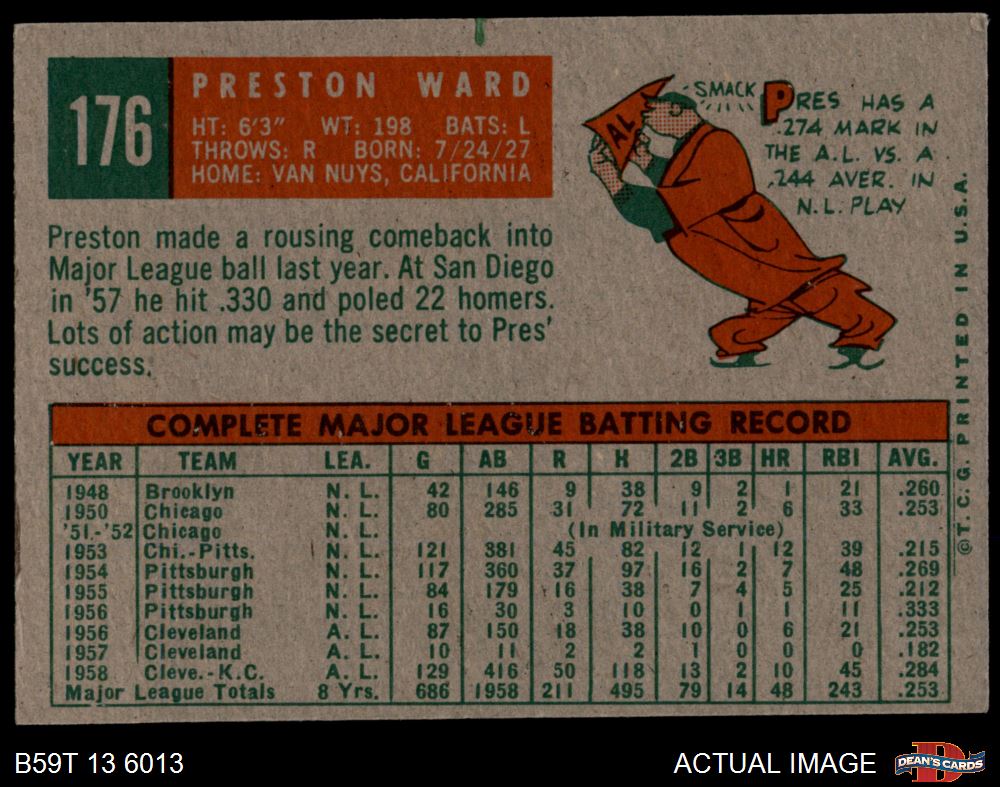 176
PRESTON WARD
HT: 6'3" WT: 198 BATS: L
THROWS: R BORN: 7/24/27
HOME: VAN NUYS, CALIFORNIA
Preston made a rousing comeback into
Major League ball last year. At San Diego
in '57 he hit .330 and poled 22 homers.
Lots of action may be the secret to Pres'
success.
AL
SMACK
PRES HAS A
.274 MARK IN
THE A.L. VS. A
.244 AVER. IN
N.L. PLAY
COMPLETE MAJOR LEAGUE BATTING RECORD
YEAR TEAM LEA. G AB R H 2B 3B HR RBI AVG.
1948 Brooklyn N. L. 42 146 9 38 9 2 1 21 .260
1950 Chicago N. L. 80 285 31 72 11 2 6 33 .253
'51-'52 Chicago N. L. (In Military Service)
1953 Chi.-Pitts. N. L. 121 381 45 82 12 1 12 39 .215
1954 Pittsburgh N. L. 117 360 37 97 16 2 7 48 .269
1955 Pittsburgh N. L. 84 179 16 38 7 4 5 25 .212
1956 Pittsburgh N. L. 16 30 3 10 0 1 1 11 .333
1956 Cleveland A. L. 87 150 18 38 10 0 6 21 .253
1957 Cleveland A. L. 10 11 2 2 1 0 0 0 .182
1958 Cleve.-K.C. A. L. 129 416 50 118 13 2 10 45 .284
Major League Totals 8 Yrs. 686 1958 211 495 79 14 48 243 .253
©T.C.G. PRINTED IN U.S.A.
B59T 13 6013
ACTUAL IMAGE
D
DEAN'S CARDS